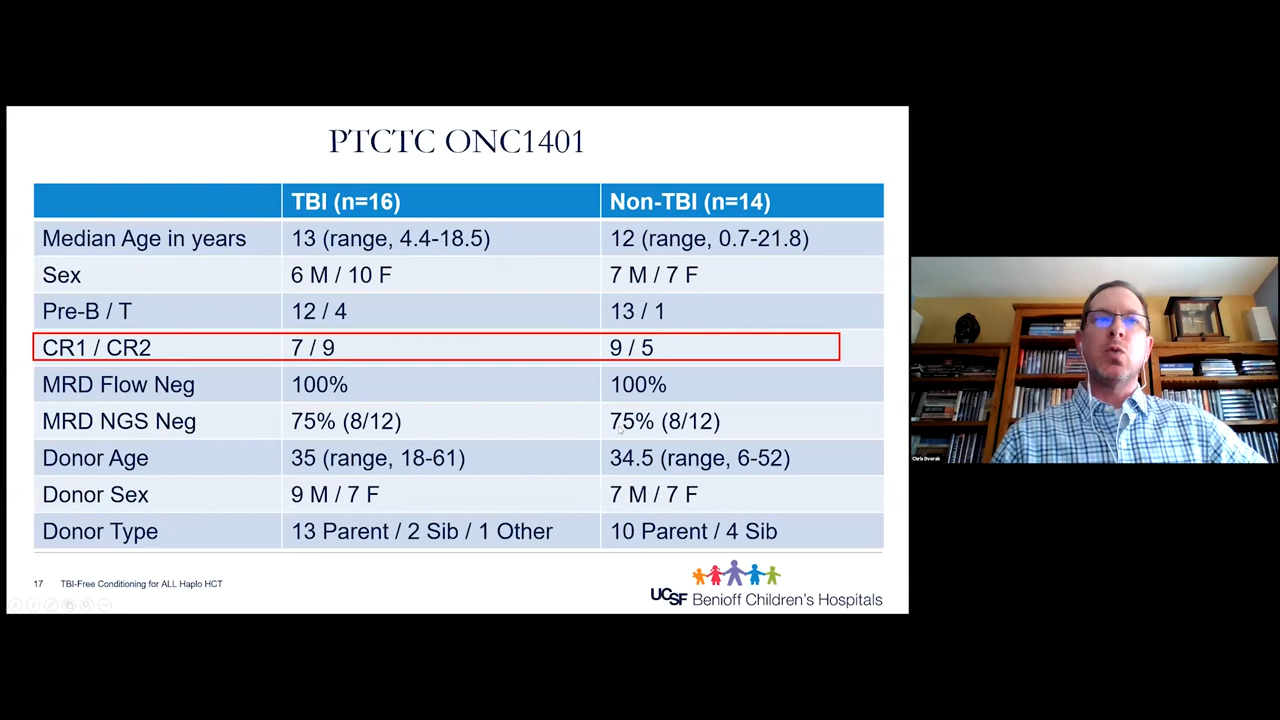 PTCTC ONC1401
TBI (n=16) Non-TBI (n=14)
Median Age in years 13 (range, 4.4-18.5) 12 (range, 0.7-21.8)
Sex 6 M / 10 F 7 M / 7 F
Pre-B / T 12 / 4 13 / 1
CR1 / CR2 7 / 9 9 / 5
MRD Flow Neg 100% 100%
MRD NGS Neg 75% (8/12) 75% (8/12)
Donor Age 35 (range, 18-61) 34.5 (range, 6-52)
Donor Sex 9 M / 7 F 7 M / 7 F
Donor Type 13 Parent / 2 Sib / 1 Other 10 Parent / 4 Sib
17 TBI-Free Conditioning for ALL Haplo HCT
UCSF Benioff Children's Hospitals
Chris Dvorak